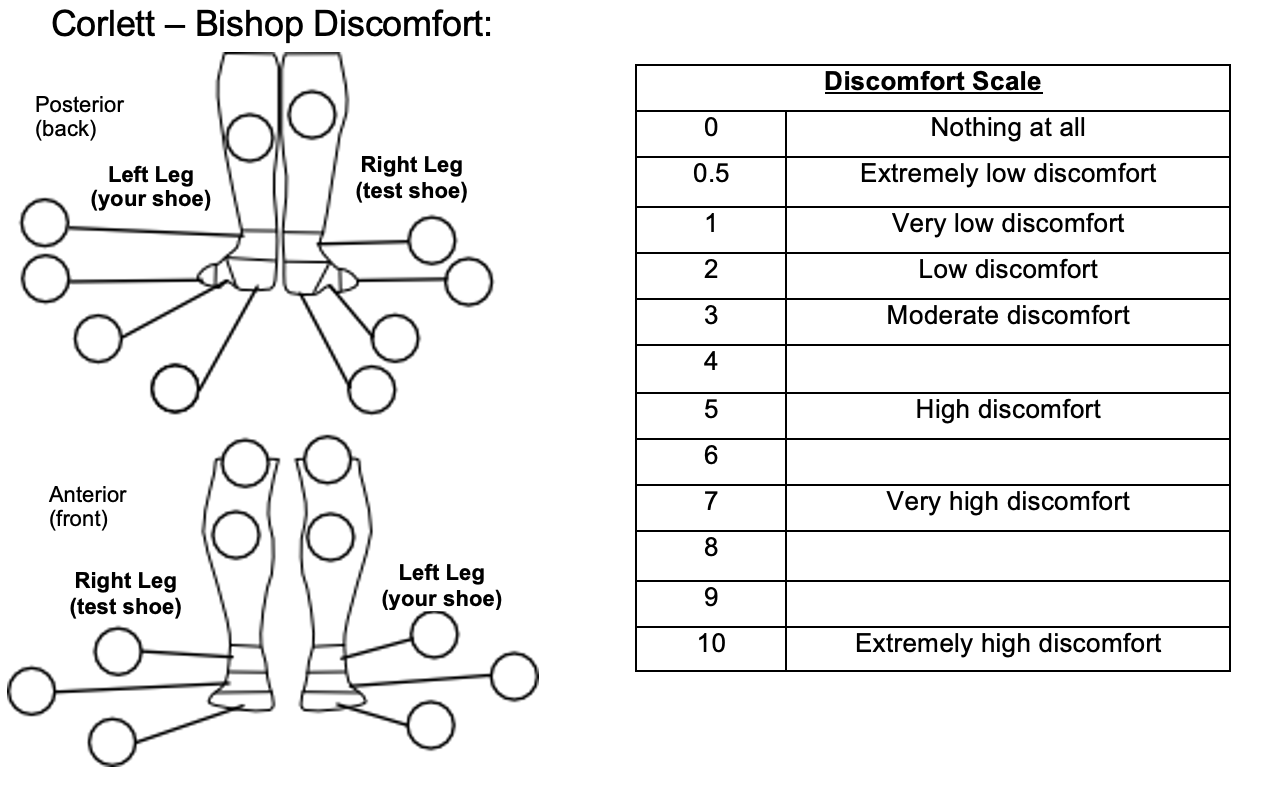 Corlett – Bishop Discomfort:
Posterior
(back)
Left Leg
(your shoe)
Right Leg
(test shoe)
Anterior
(front)
Right Leg
(test shoe)
Left Leg
(your shoe)
Discomfort Scale
0 Nothing at all
0.5 Extremely low discomfort
1 Very low discomfort
2 Low discomfort
3 Moderate discomfort
4
5 High discomfort
6
7 Very high discomfort
8
9
10 Extremely high discomfort